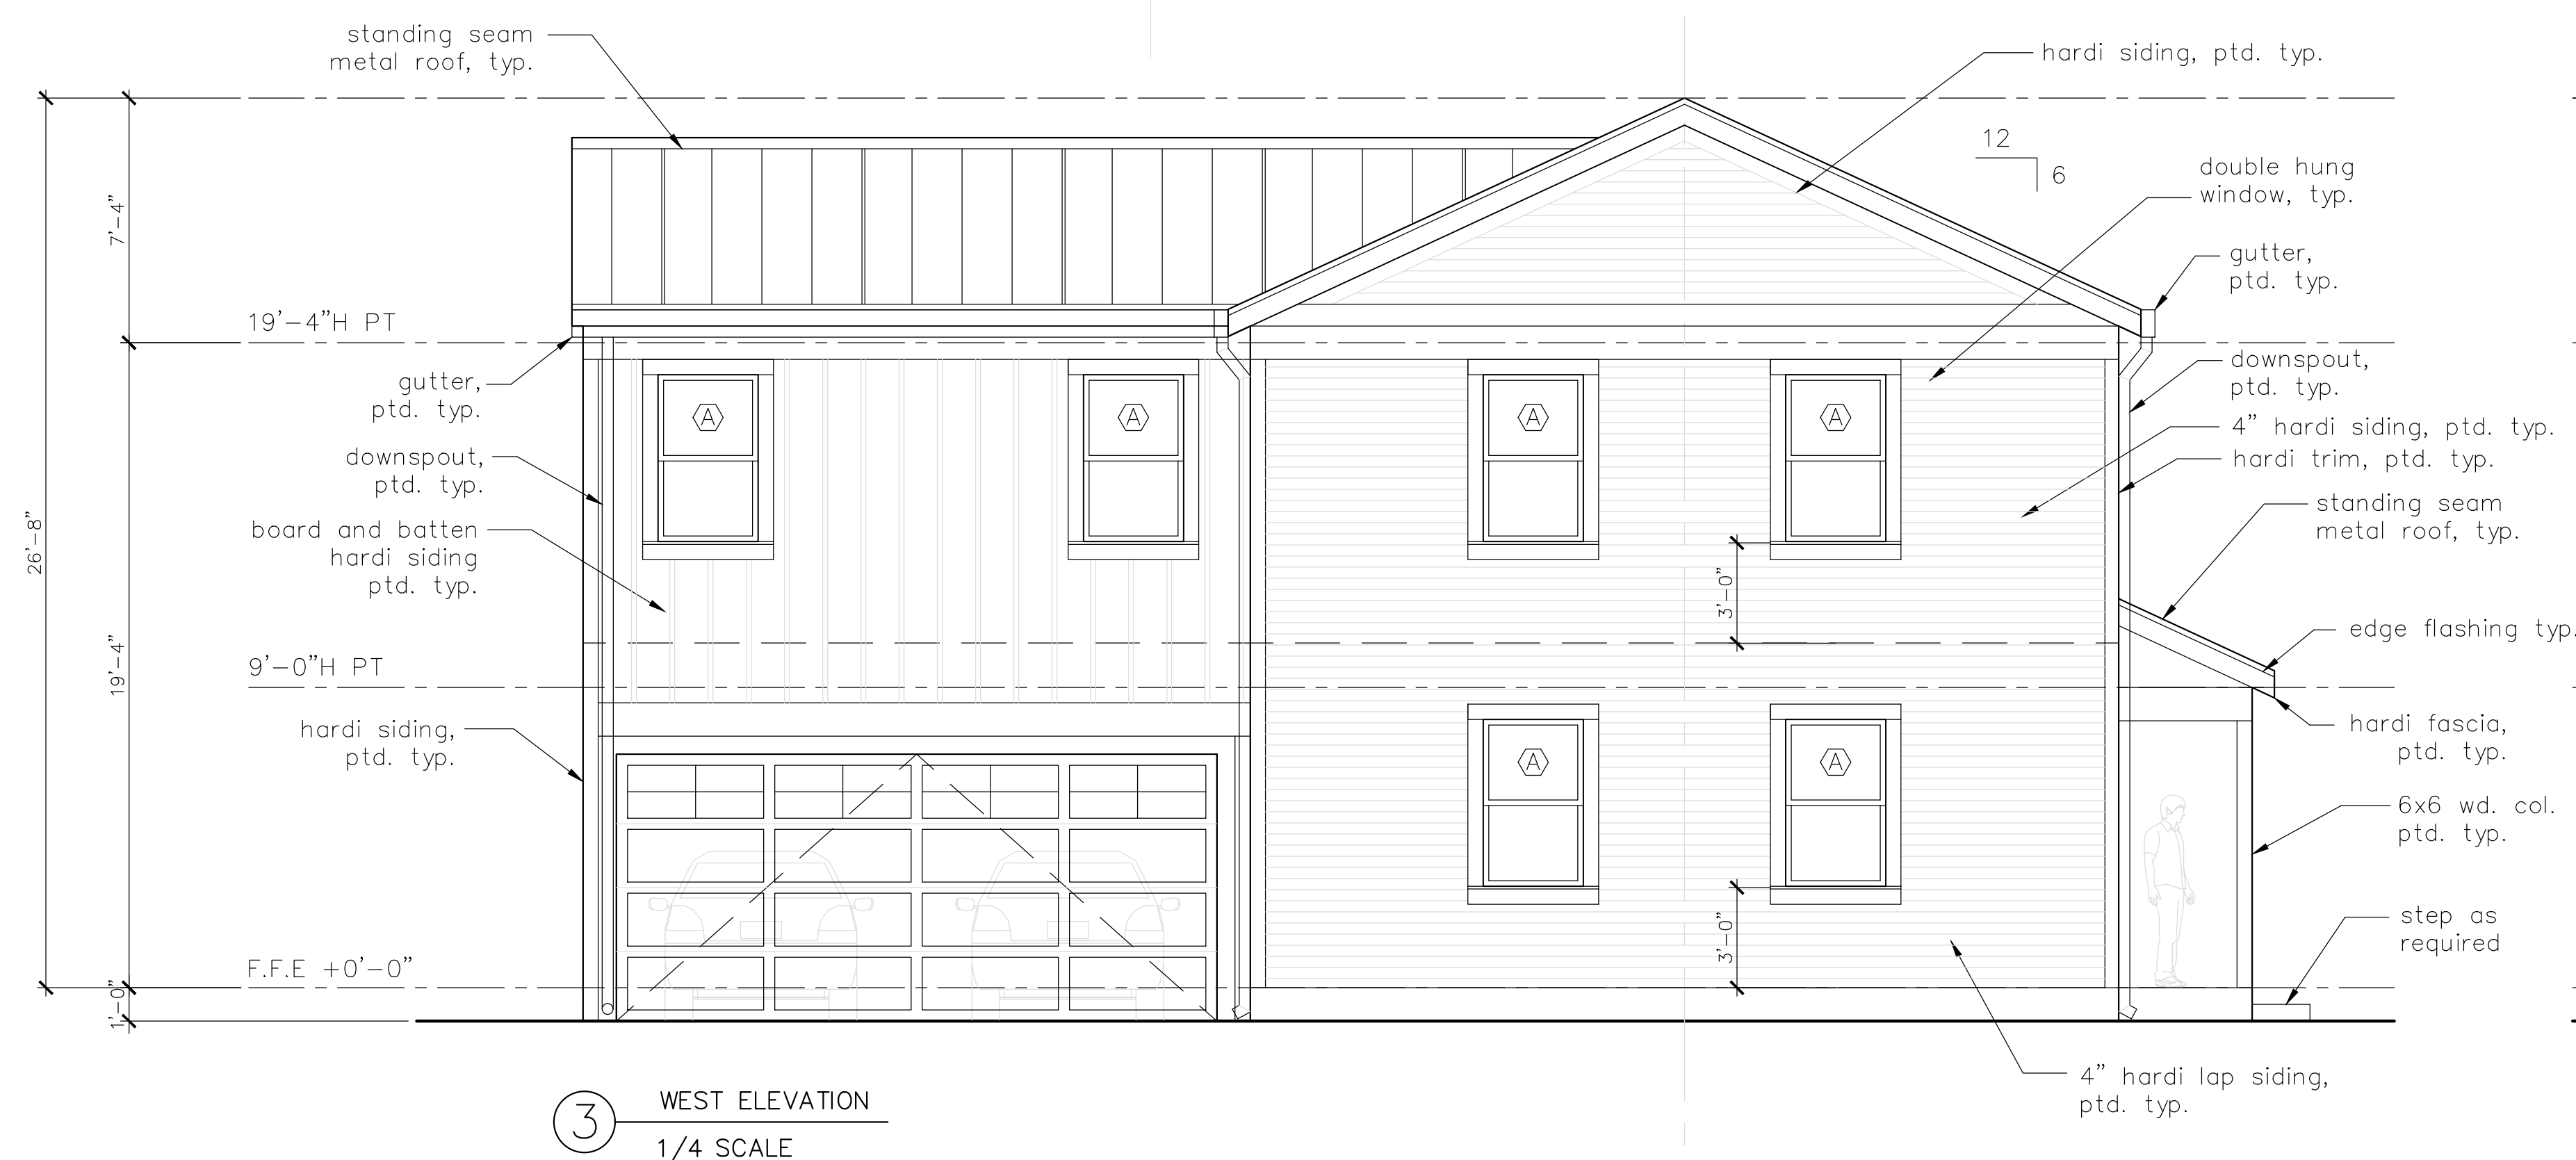 standing seam
metal roof, typ.
hardi siding, ptd. typ.
12
6
double hung
window, typ.
gutter,
ptd. typ.
7'-4"
19'-4"H PT
gutter,
ptd. typ.
downspout,
ptd. typ.
A
A
A
A
4" hardi siding, ptd. typ.
hardi trim, ptd. typ.
downspout,
ptd. typ.
standing seam
metal roof, typ.
board and batten
hardi siding
ptd. typ.
26'-8"
3'-0"
19'-4"
edge flashing typ.
9'-0"H PT
hardi siding,
ptd. typ.
hardi fascia,
ptd. typ.
A
A
6x6 wd. col.
ptd. typ.
3'-0"
step as
required
F.F.E +0'-0"
1'-0"
4" hardi lap siding,
ptd. typ.
3
WEST ELEVATION
1/4 SCALE